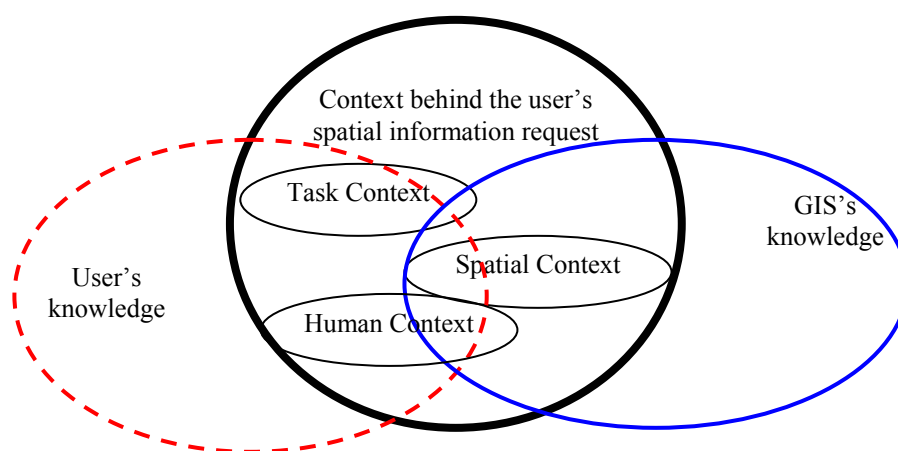 Context behind the user’s
spatial information request
Task Context
GIS’s
knowledge
Spatial Context
User’s
knowledge
Human Context